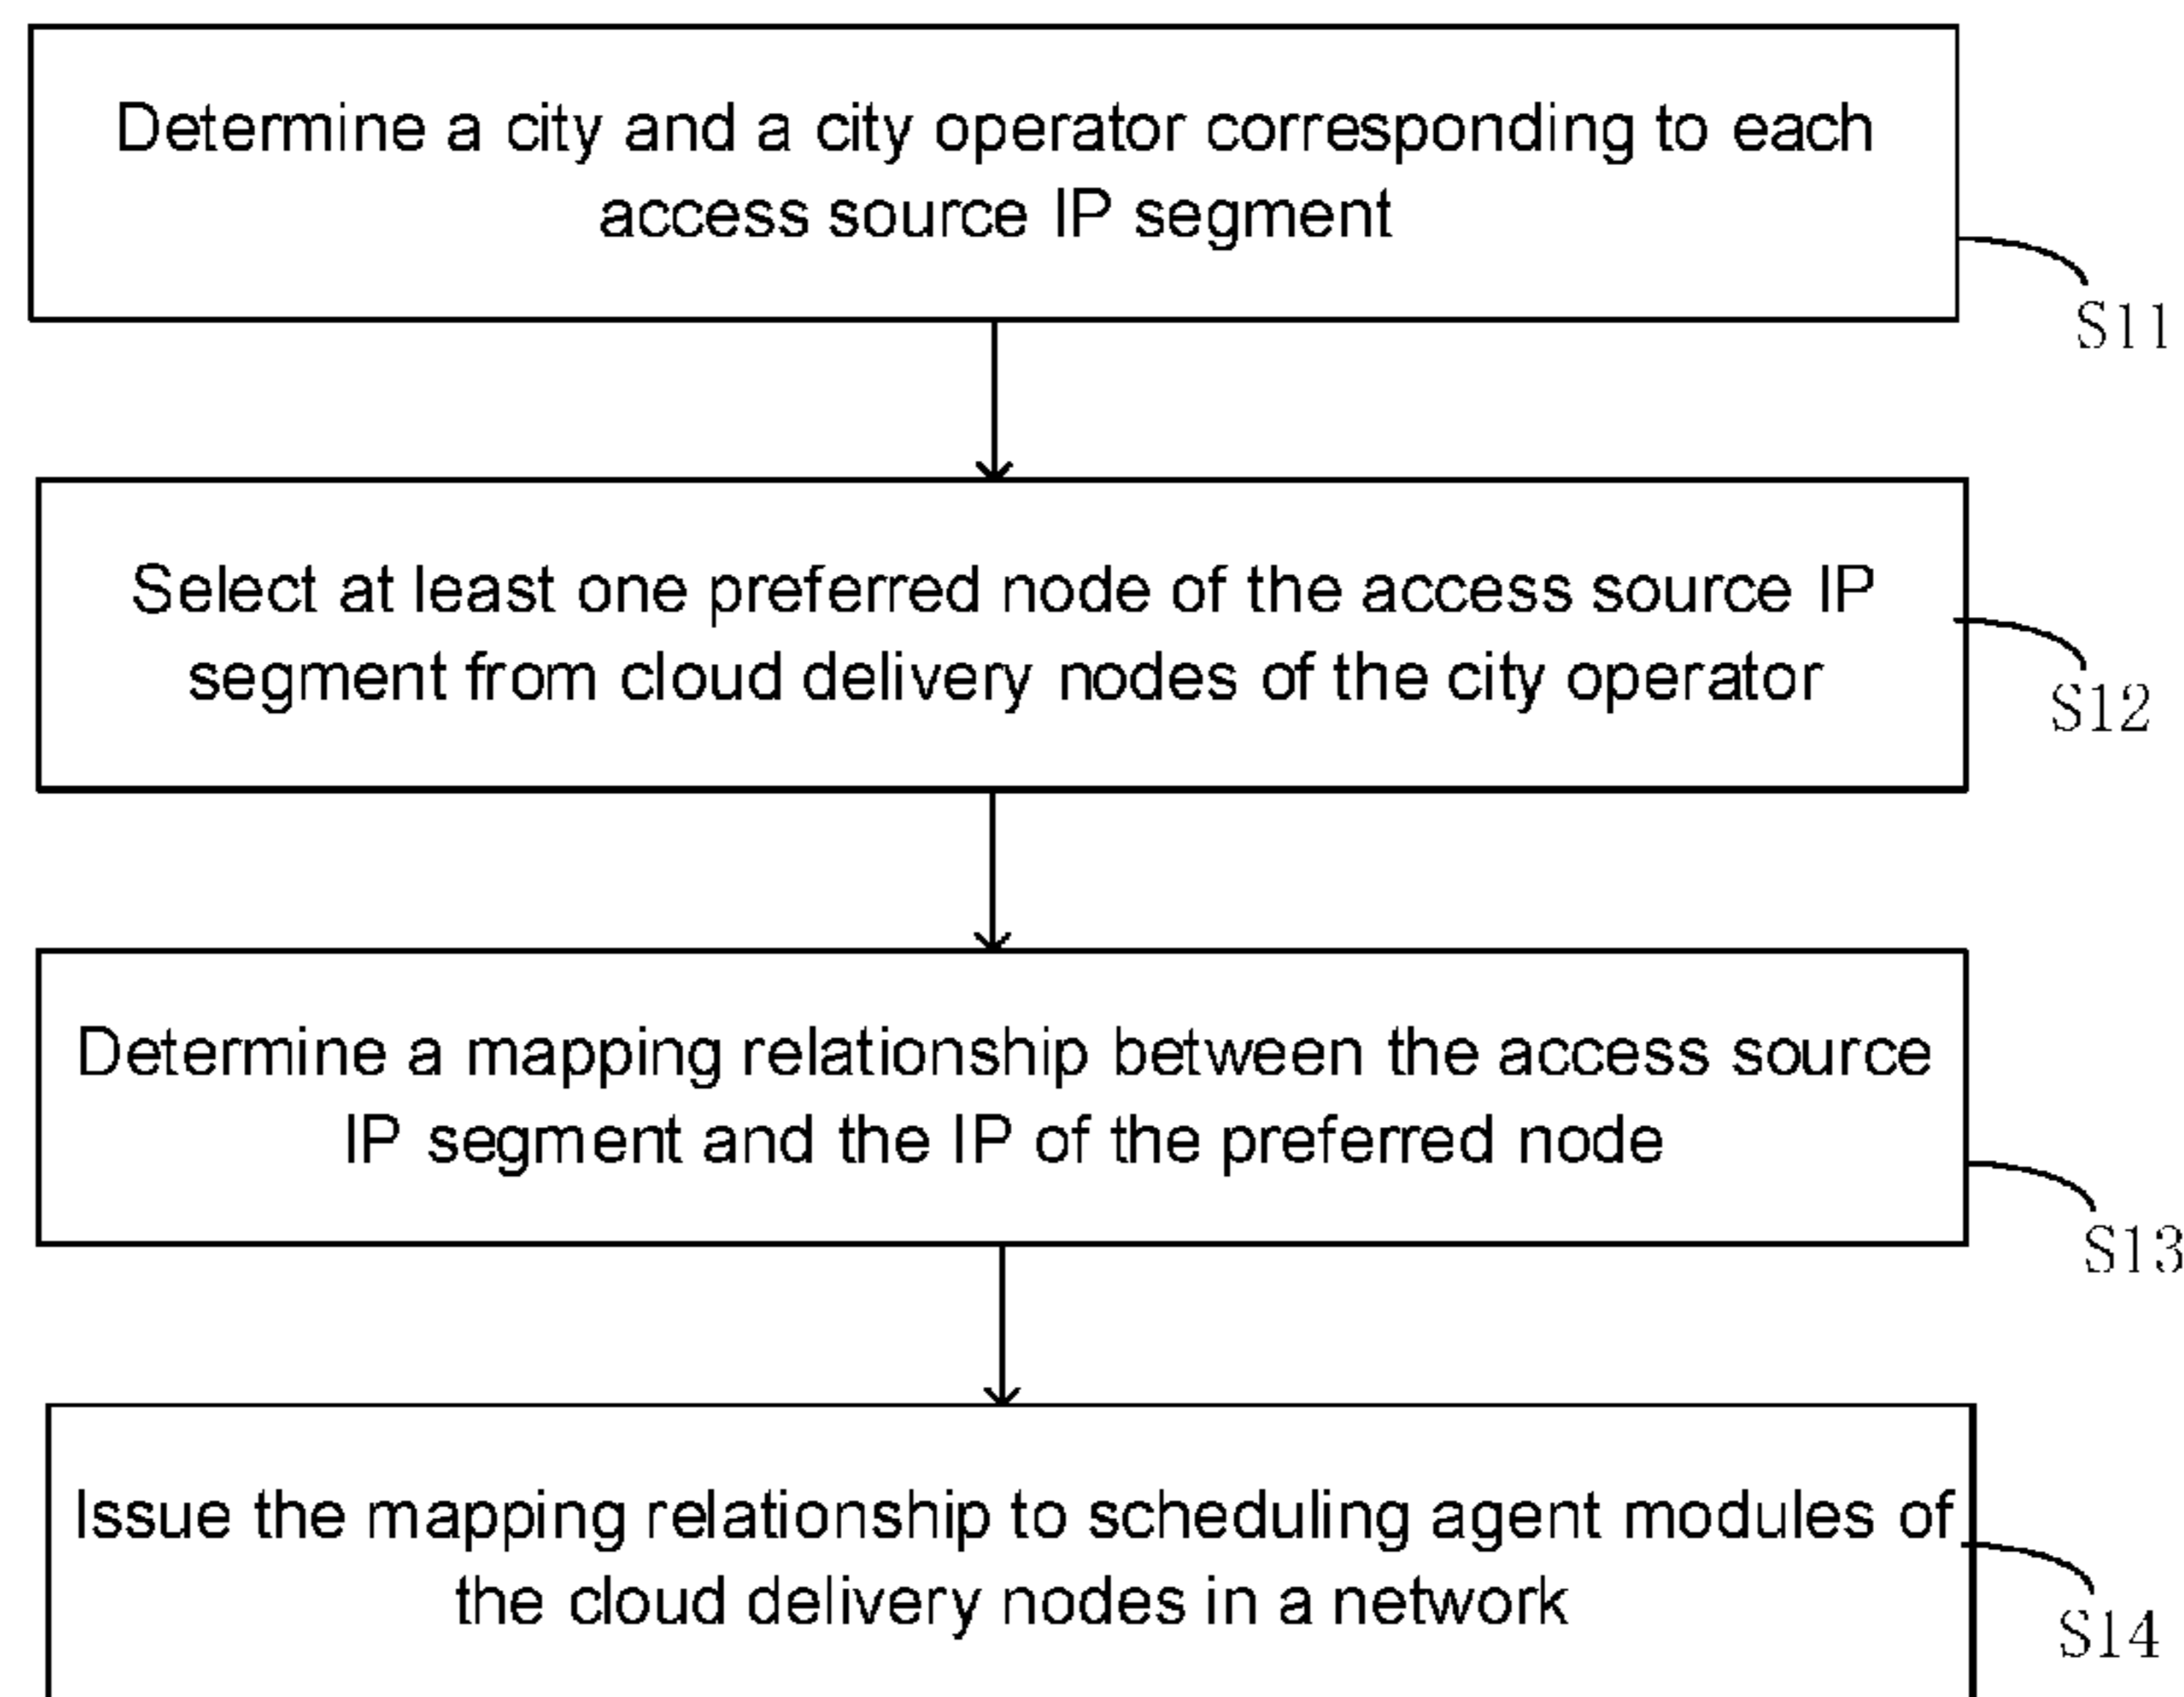 Determine a city and a city operator corresponding to each
access source IP segment
S11
Select at least one preferred node of the access source IP
segment from cloud delivery nodes of the city operator
S12
Determine a mapping relationship between the access source
IP segment and the IP of the preferred node
S13
Issue the mapping relationship to scheduling agent modules of
the cloud delivery nodes in a network
S14